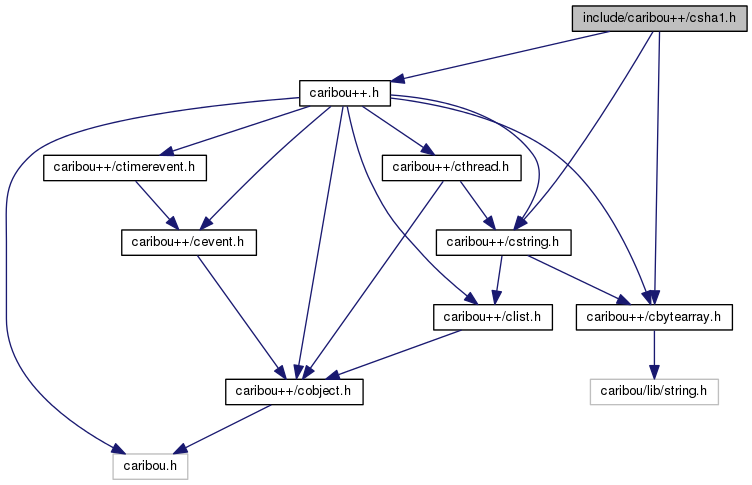 include/caribou++/csha1.h
caribou++.h
caribou++/ctimerevent.h
caribou++/cthread.h
caribou++/cevent.h
caribou++/cstring.h
caribou++/clist.h
caribou++/cbytearray.h
caribou++/cobject.h
caribou/lib/string.h
caribou.h